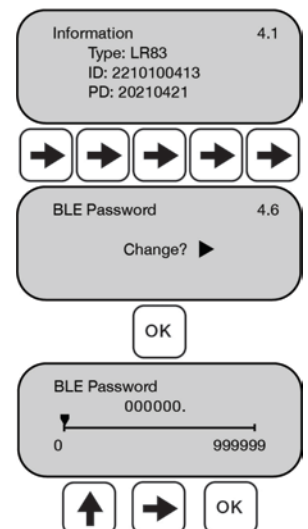 Information 4.1
Type: LR83
ID: 2210100413
PD: 20210421
BLE Password 4.6
Change?
OK
BLE Password
000000.
0 999999
OK